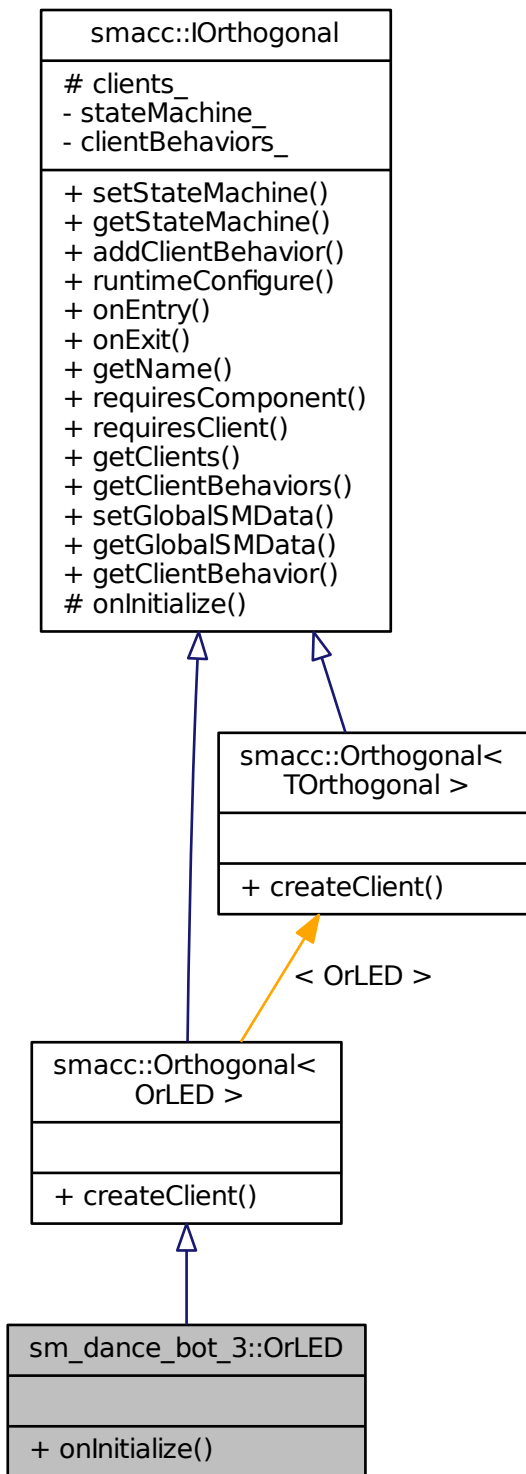 smacc::IOrthogonal
# clients_
- stateMachine_
- clientBehaviors_
+ setStateMachine()
+ getStateMachine()
+ addClientBehavior()
+ runtimeConfigure()
+ onEntry()
+ onExit()
+ getName()
+ requiresComponent()
+ requiresClient()
+ getClients()
+ getClientBehaviors()
+ setGlobalSMData()
+ getGlobalSMData()
+ getClientBehavior()
# onInitialize()
smacc::Orthogonal<
TOrthogonal >
+ createClient()
< OrLED >
smacc::Orthogonal<
OrLED >
+ createClient()
sm_dance_bot_3::OrLED
+ onInitialize()